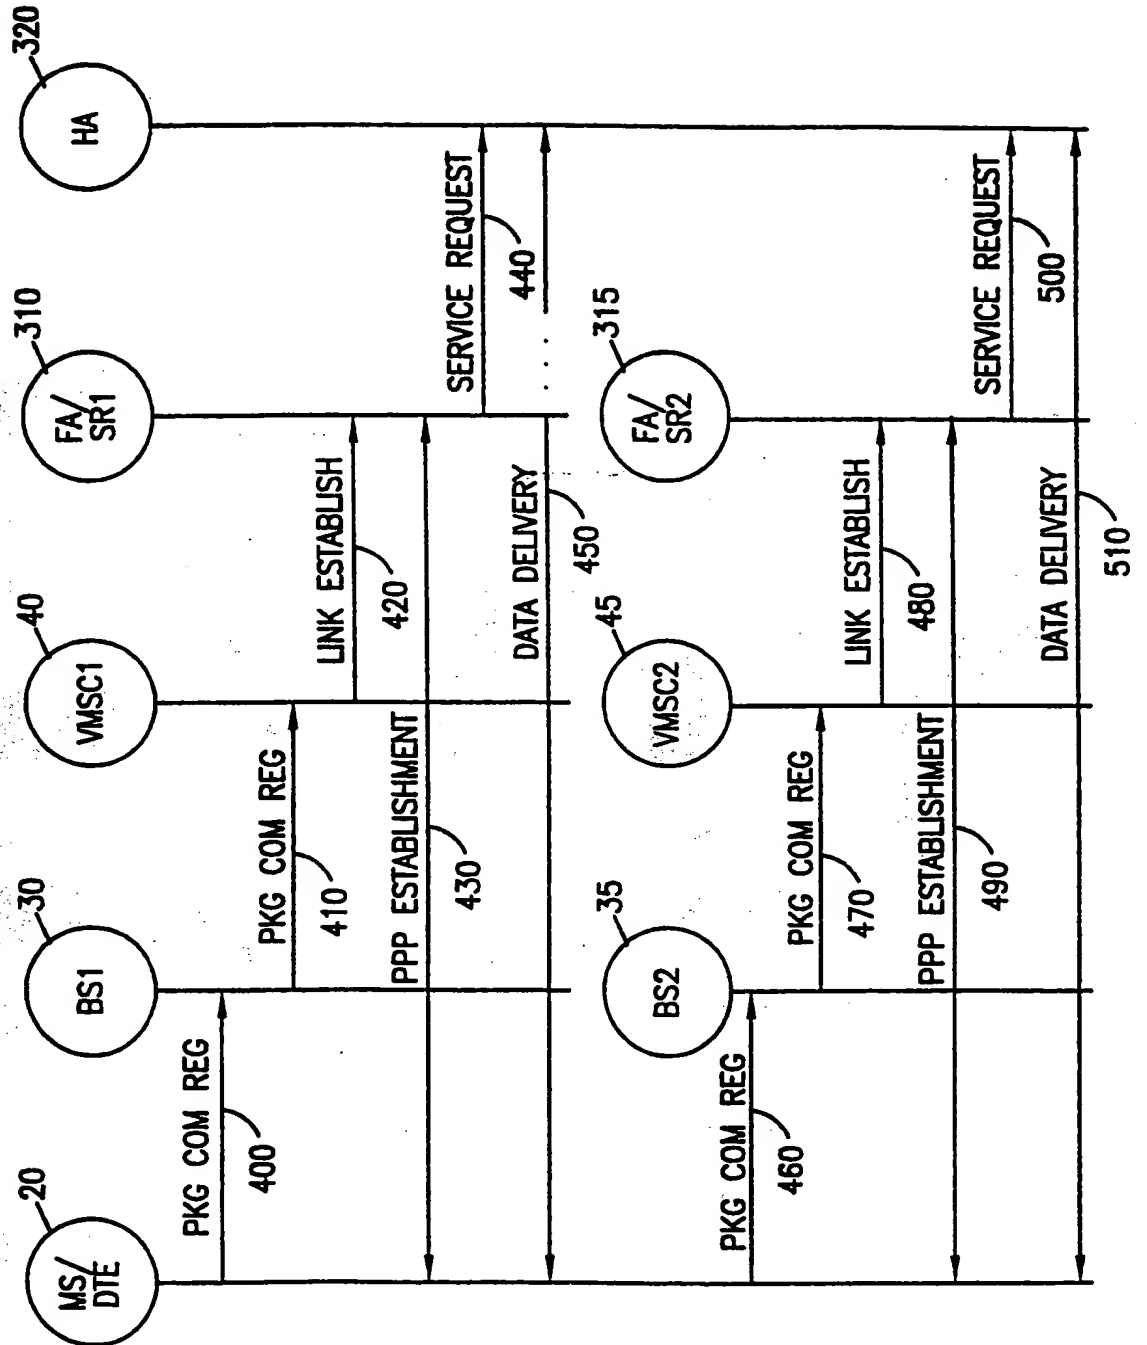 20
MS/
DTE
30
BS1
40
VMSC1
310
FA/
SR1
320
HA
PKG COM REG
400
PKG COM REG
410
LINK ESTABLISH
420
PPP ESTABLISHMENT
430
SERVICE REQUEST
440
DATA DELIVERY
450
35
BS2
45
VMSC2
315
FA/
SR2
PKG COM REG
460
PKG COM REG
470
LINK ESTABLISH
480
PPP ESTABLISHMENT
490
SERVICE REQUEST
500
DATA DELIVERY
510